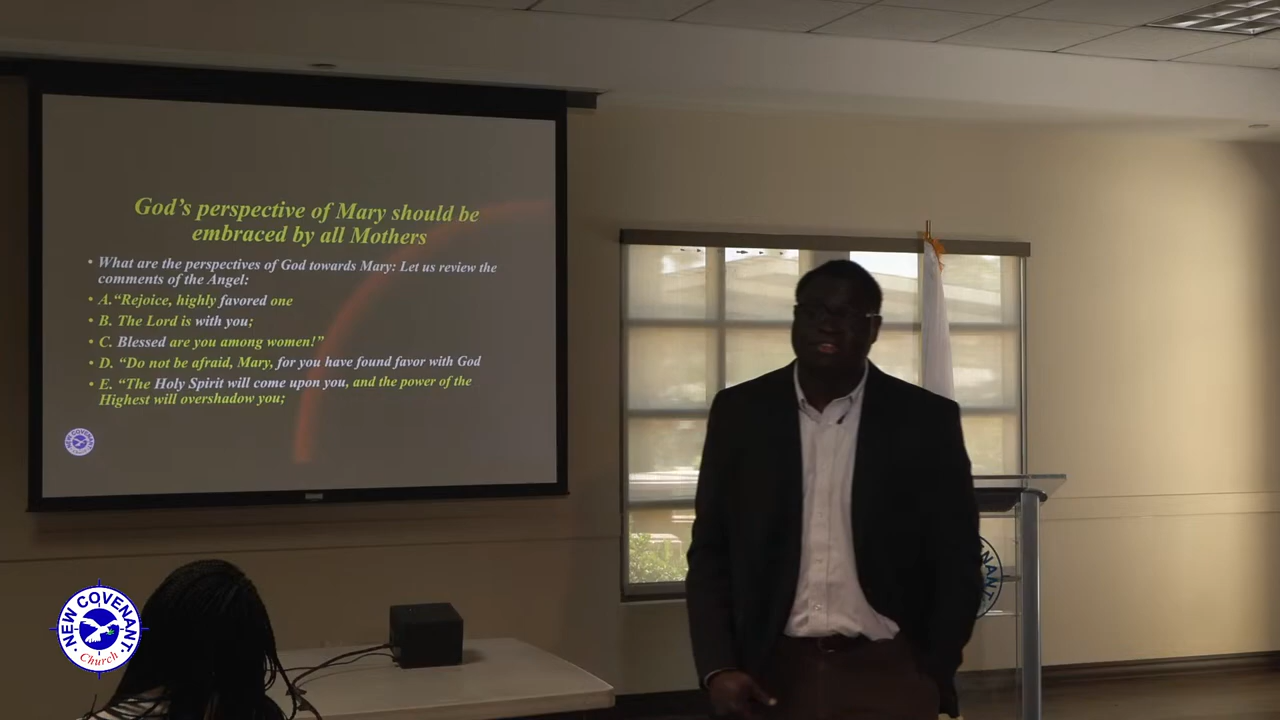 God's perspective of Mary should be
embraced by all Mothers
• What are the perspectives of God towards Mary: Let us review the
comments of the Angel:
• A.“Rejoice, highly favored one
• B. The Lord is with you;
• C. Blessed are you among women!”
• D. “Do not be afraid, Mary, for you have found favor with God
• E. “The Holy Spirit will come upon you, and the power of the
Highest will overshadow you;
NEW COVENANT
Church
NEW COVENANT
NANT